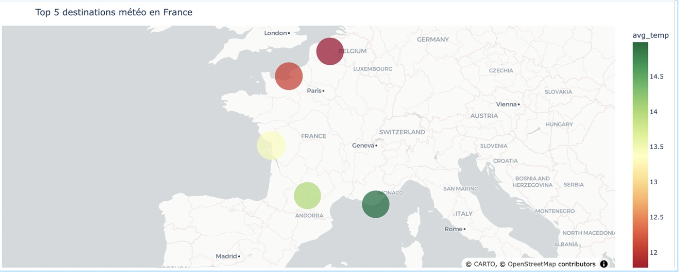 Top 5 destinations météo en France
avg_temp
London
GERMANY
BELGIUM
LUXEMBOURG
CZECHIA
14.5
Paris
SLOVAKIA
Vienna
14
AUSTRIA
HUNGARY
FRANCE
SWITZERLAND
13.5
Geneva
SLOVENIA
CROATIA
13
BOSNIA AND
HERZEGOVINA
SERBIA
MONACO
SAN MARINO
ANDORRA
ITALY
MONTENEGRO
12.5
Rome
NORTH MACEDONIA
ALBANIA
Madrid
12
© CARTO, © OpenStreetMap contributors